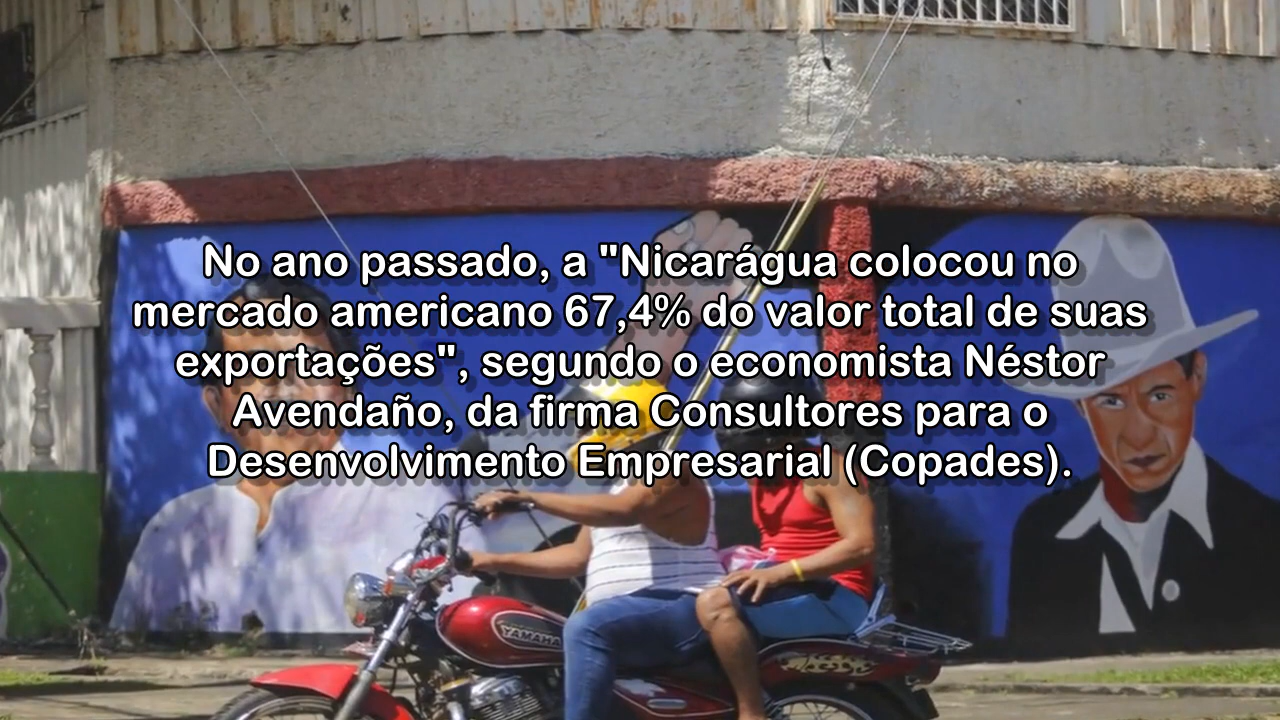 No ano passado, a "Nicarágua colocou no
mercado americano 67,4% do valor total de suas
exportações", segundo o economista Néstor
Avendaño, da firma Consultores para o
Desenvolvimento Empresarial (Copades).
YAMAHA